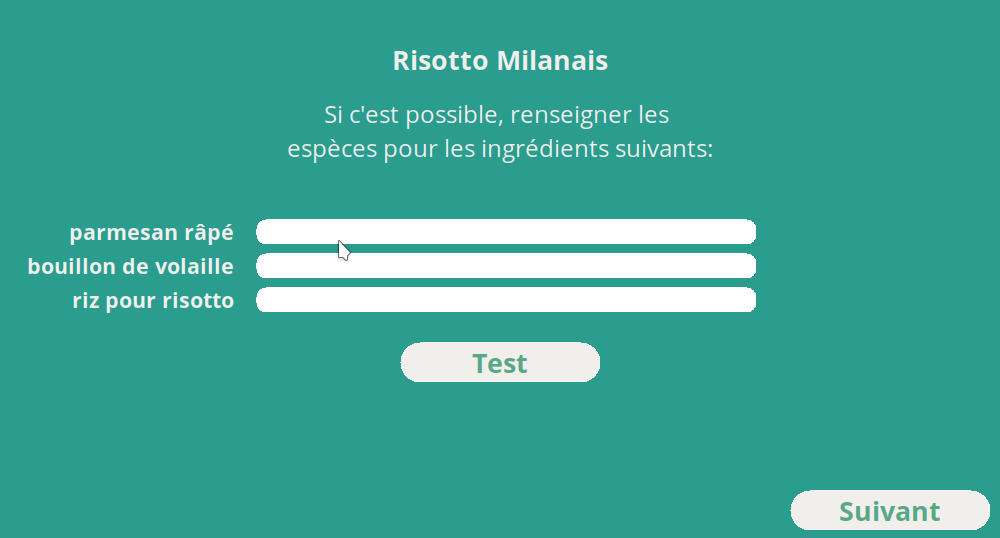 Risotto Milanais
Si c'est possible, renseigner les
espèces pour les ingrédients suivants:
parmesan râpé
bouillon de volaille
riz pour risotto
Test
Suivant